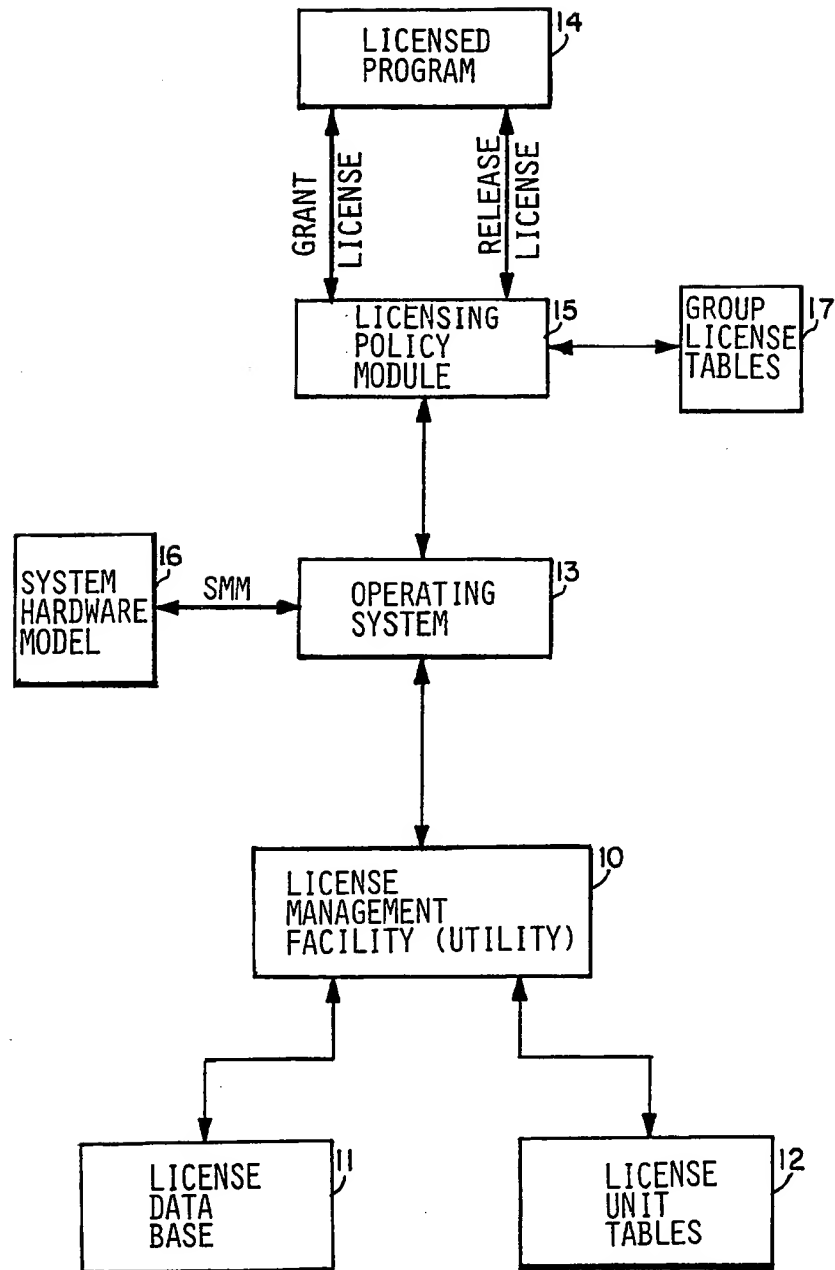 14
LICENSED
PROGRAM
GRANT
LICENSE
RELEASE
LICENSE
LICENSING
POLICY
MODULE
15
GROUP
LICENSE
TABLES
17
SYSTEM
HARDWARE
MODEL
16
SMM
OPERATING
SYSTEM
13
LICENSE
MANAGEMENT
FACILITY (UTILITY)
10
LICENSE
DATA
BASE
11
LICENSE
UNIT
TABLES
12